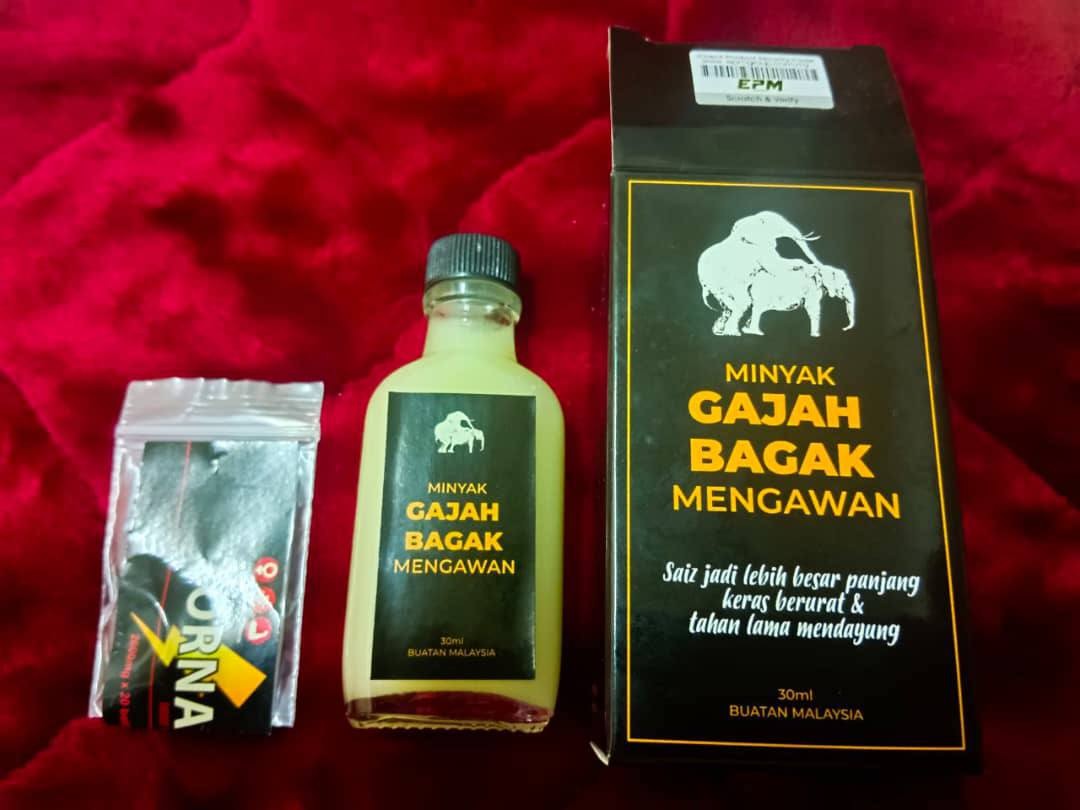 EPM
Scratch & Verify
MINYAK
GAJAH
BAGAK
MENGAWAN
Saiz jadi lebih besar panjang
keras berurat &
tahan lama mendayung
30ml
BUATAN MALAYSIA
MINYAK
GAJAH
BAGAK
MENGAWAN
30ml
BUATAN MALAYSIA
ORNA